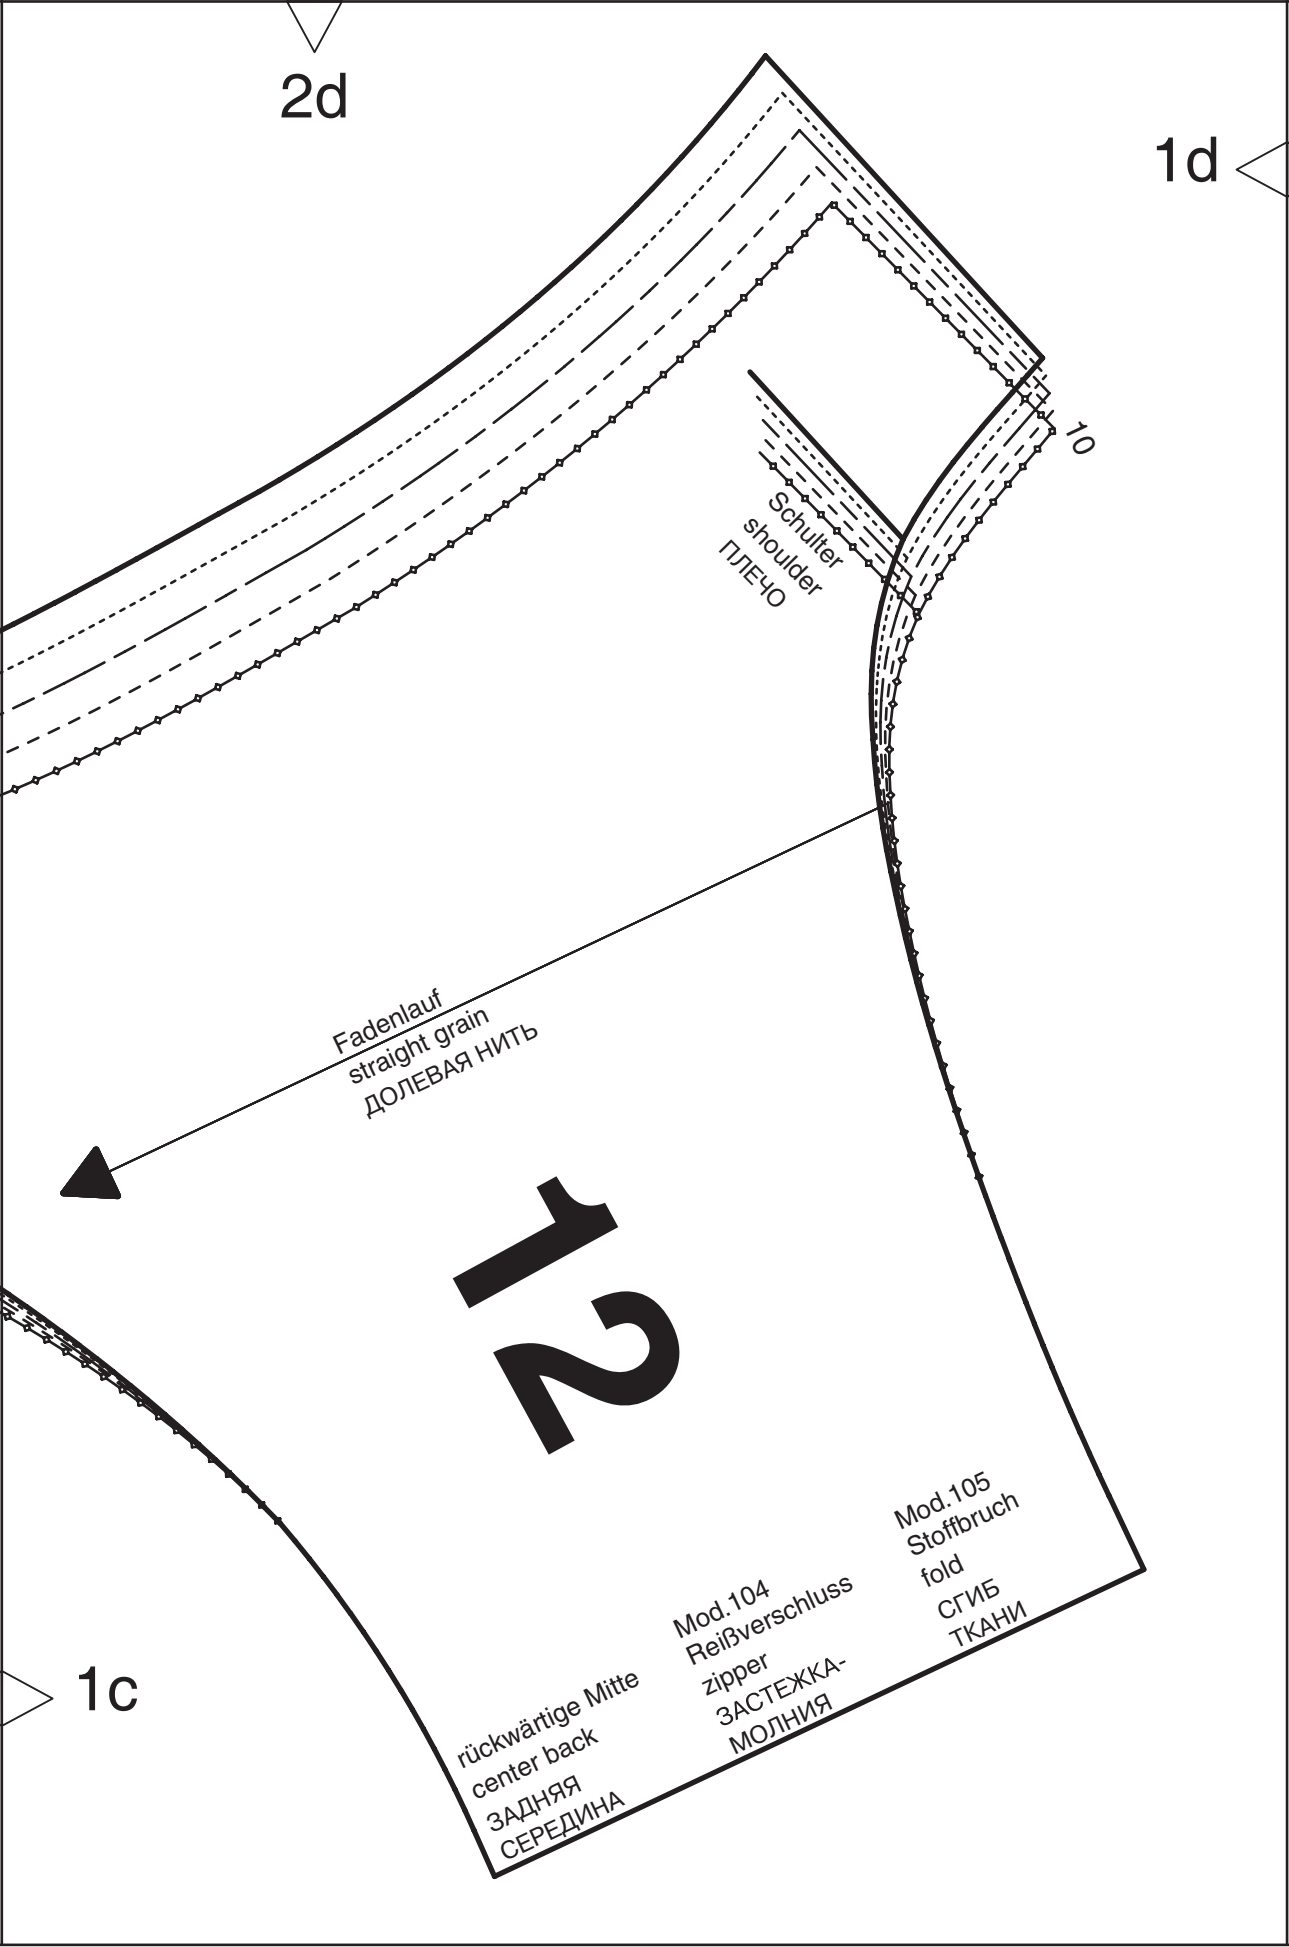 2d
1d
10
Schulter
shoulder
ПЛЕЧО
Fadenlauf
straight grain
ДОЛЕВАЯ НИТЬ
12
Mod.105
Stoffbruch
fold
СГИБ
ТКАНИ
Mod.104
Reißverschluss
zipper
ЗАСТЕЖКА-
МОЛНИЯ
rückwärtige Mitte
center back
ЗАДНЯЯ
СЕРЕДИНА
1c